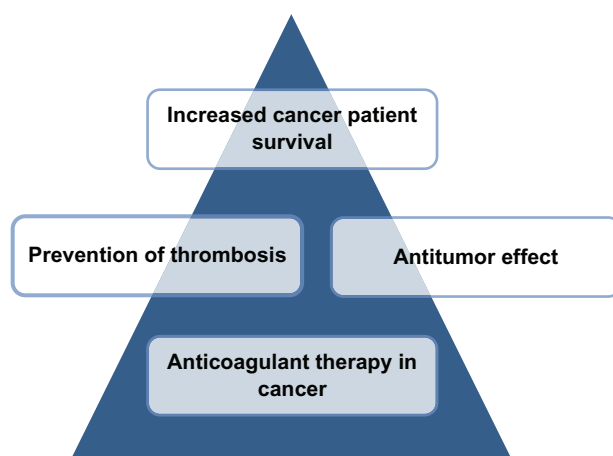 Increased cancer patient
survival
Prevention of thrombosis
Antitumor effect
Anticoagulant therapy in
cancer